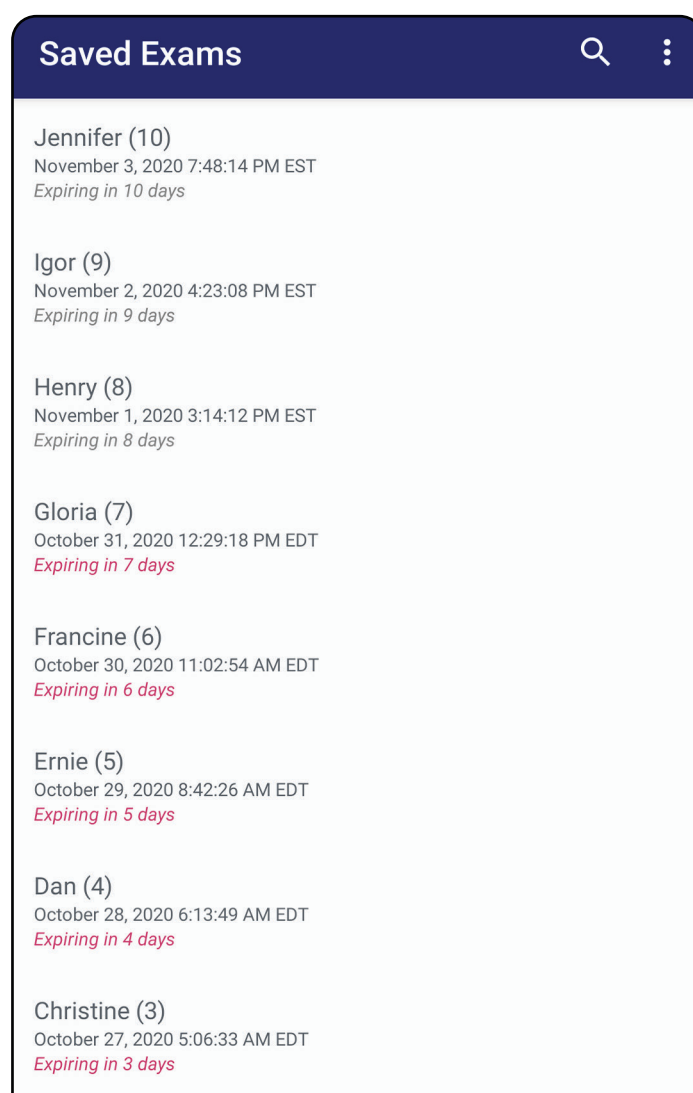 Saved Exams
Jennifer (10)
November 3, 2020 7:48:14 PM EST
Expiring in 10 days
Igor (9)
November 2, 2020 4:23:08 PM EST
Expiring in 9 days
Henry (8)
November 1, 2020 3:14:12 PM EST
Expiring in 8 days
Gloria (7)
October 31, 2020 12:29:18 PM EDT
Expiring in 7 days
Francine (6)
October 30, 2020 11:02:54 AM EDT
Expiring in 6 days
Ernie (5)
October 29, 2020 8:42:26 AM EDT
Expiring in 5 days
Dan (4)
October 28, 2020 6:13:49 AM EDT
Expiring in 4 days
Christine (3)
October 27, 2020 5:06:33 AM EDT
Expiring in 3 days